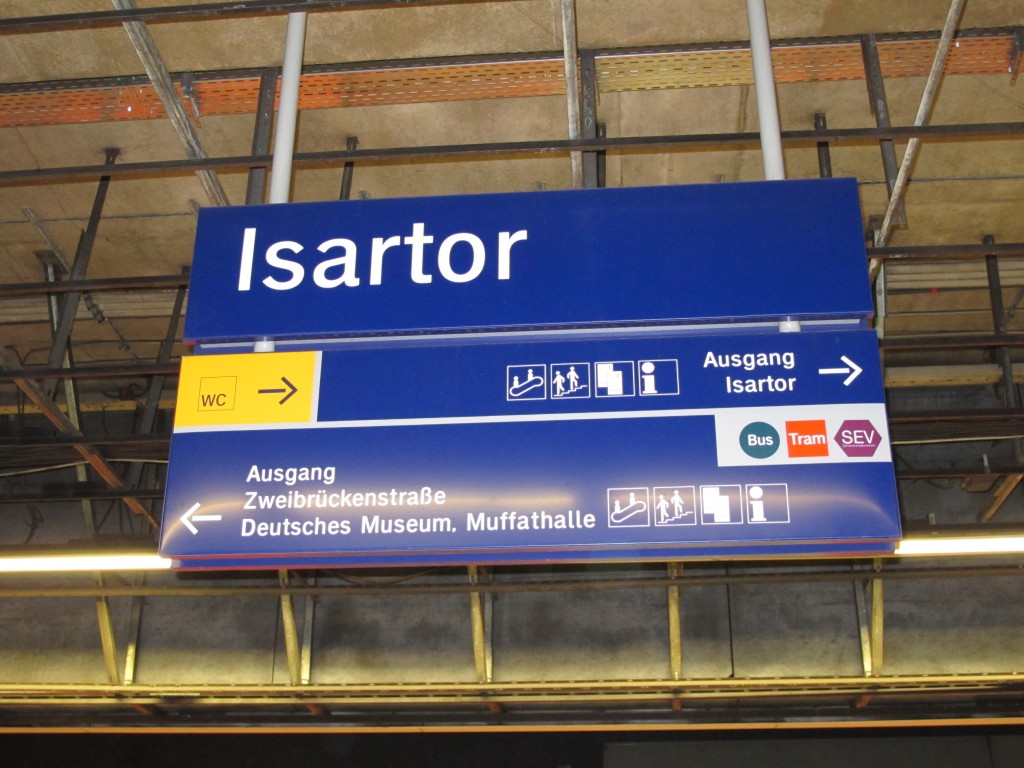 Isartor
WC
Ausgang
Isartor
Bus Tram SEV
Ausgang
Zweibrückenstraße
Deutsches Museum, Muffathalle